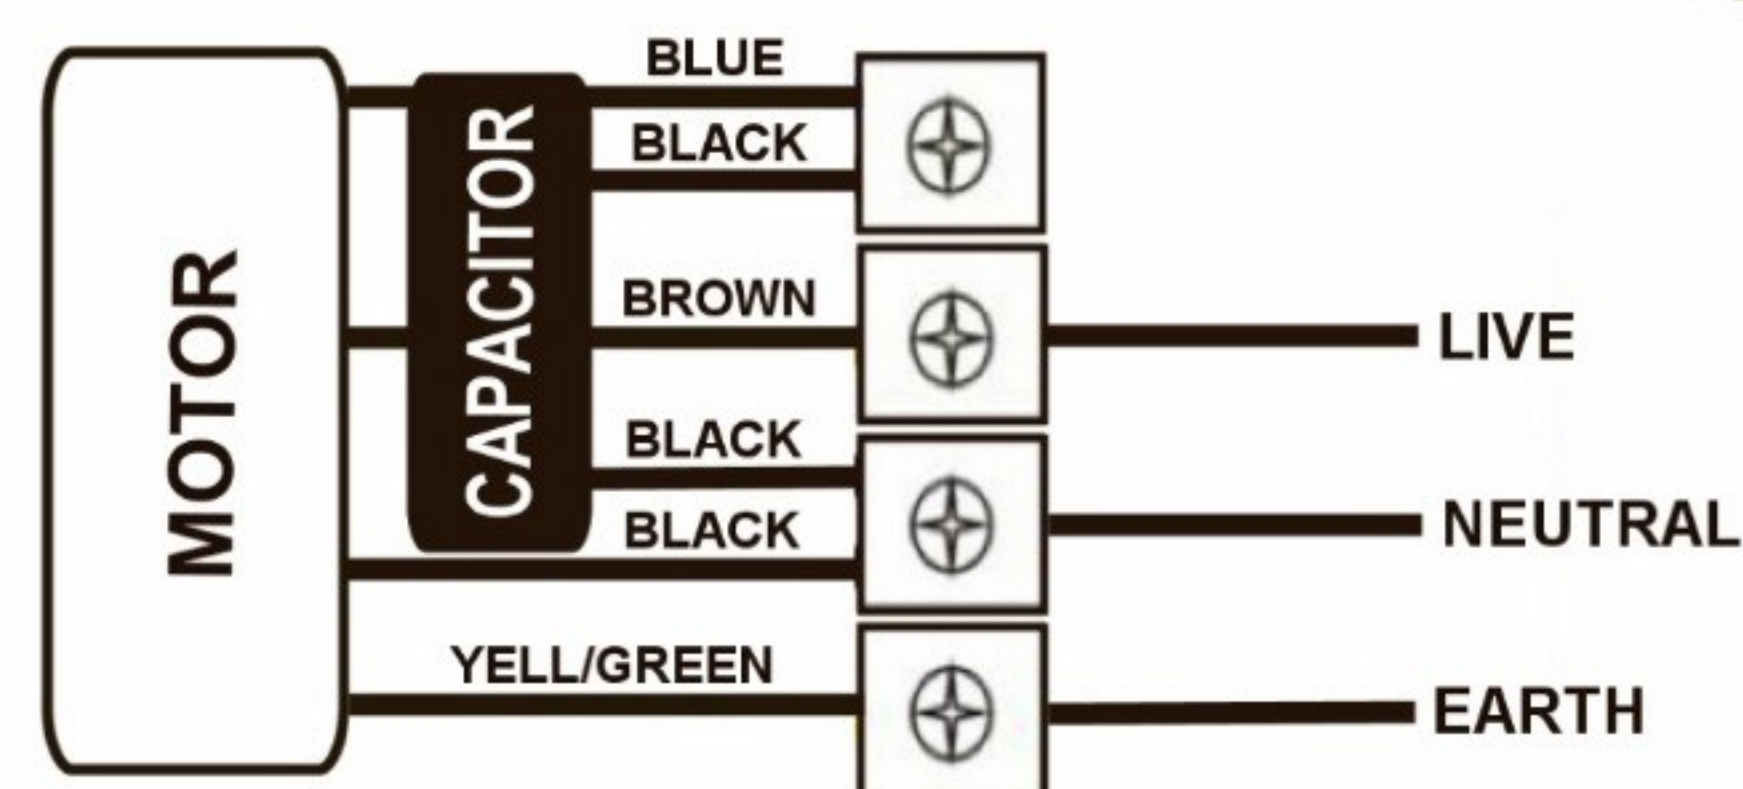 MOTOR
CAPACITOR
BLUE
BLACK
BROWN
BLACK
BLACK
YELL/GREEN
LIVE
NEUTRAL
EARTH